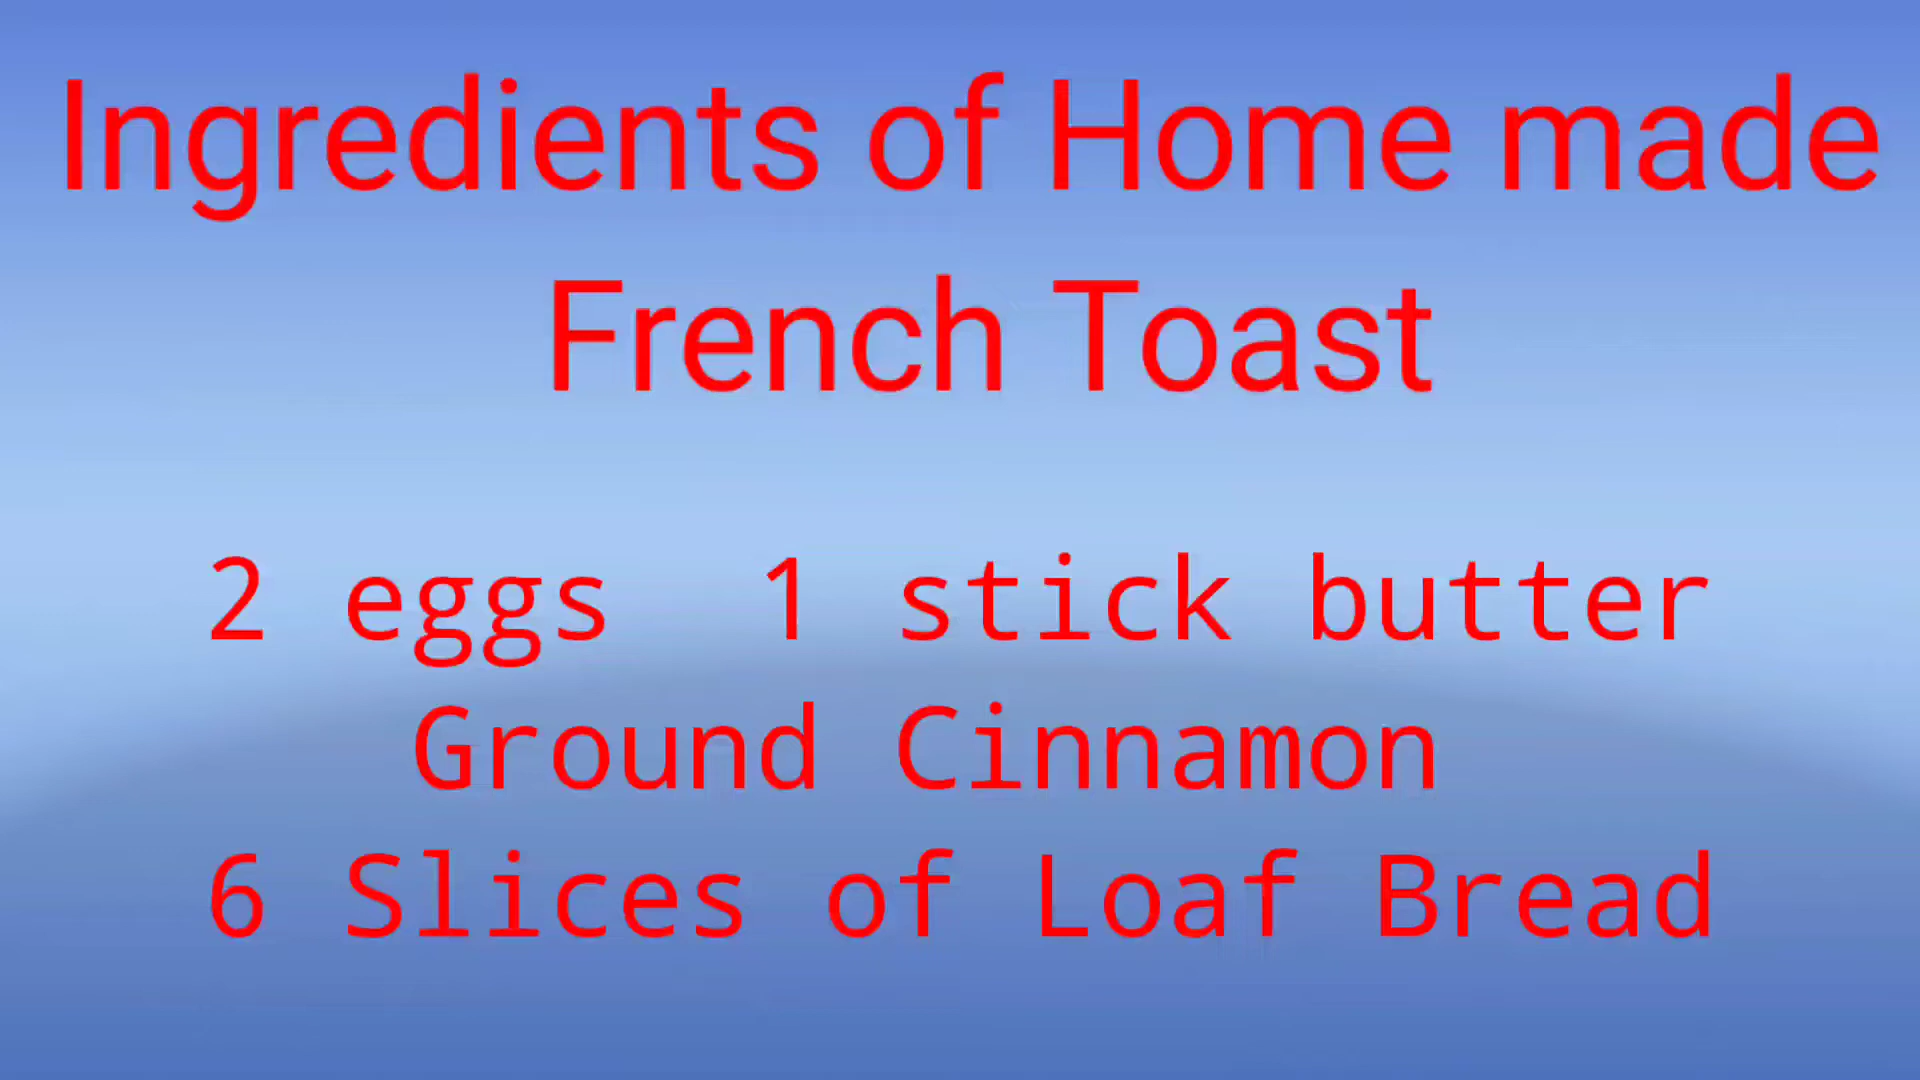 Ingredients of Home made
French Toast
2 eggs  1 stick butter
Ground Cinnamon
6 Slices of Loaf Bread